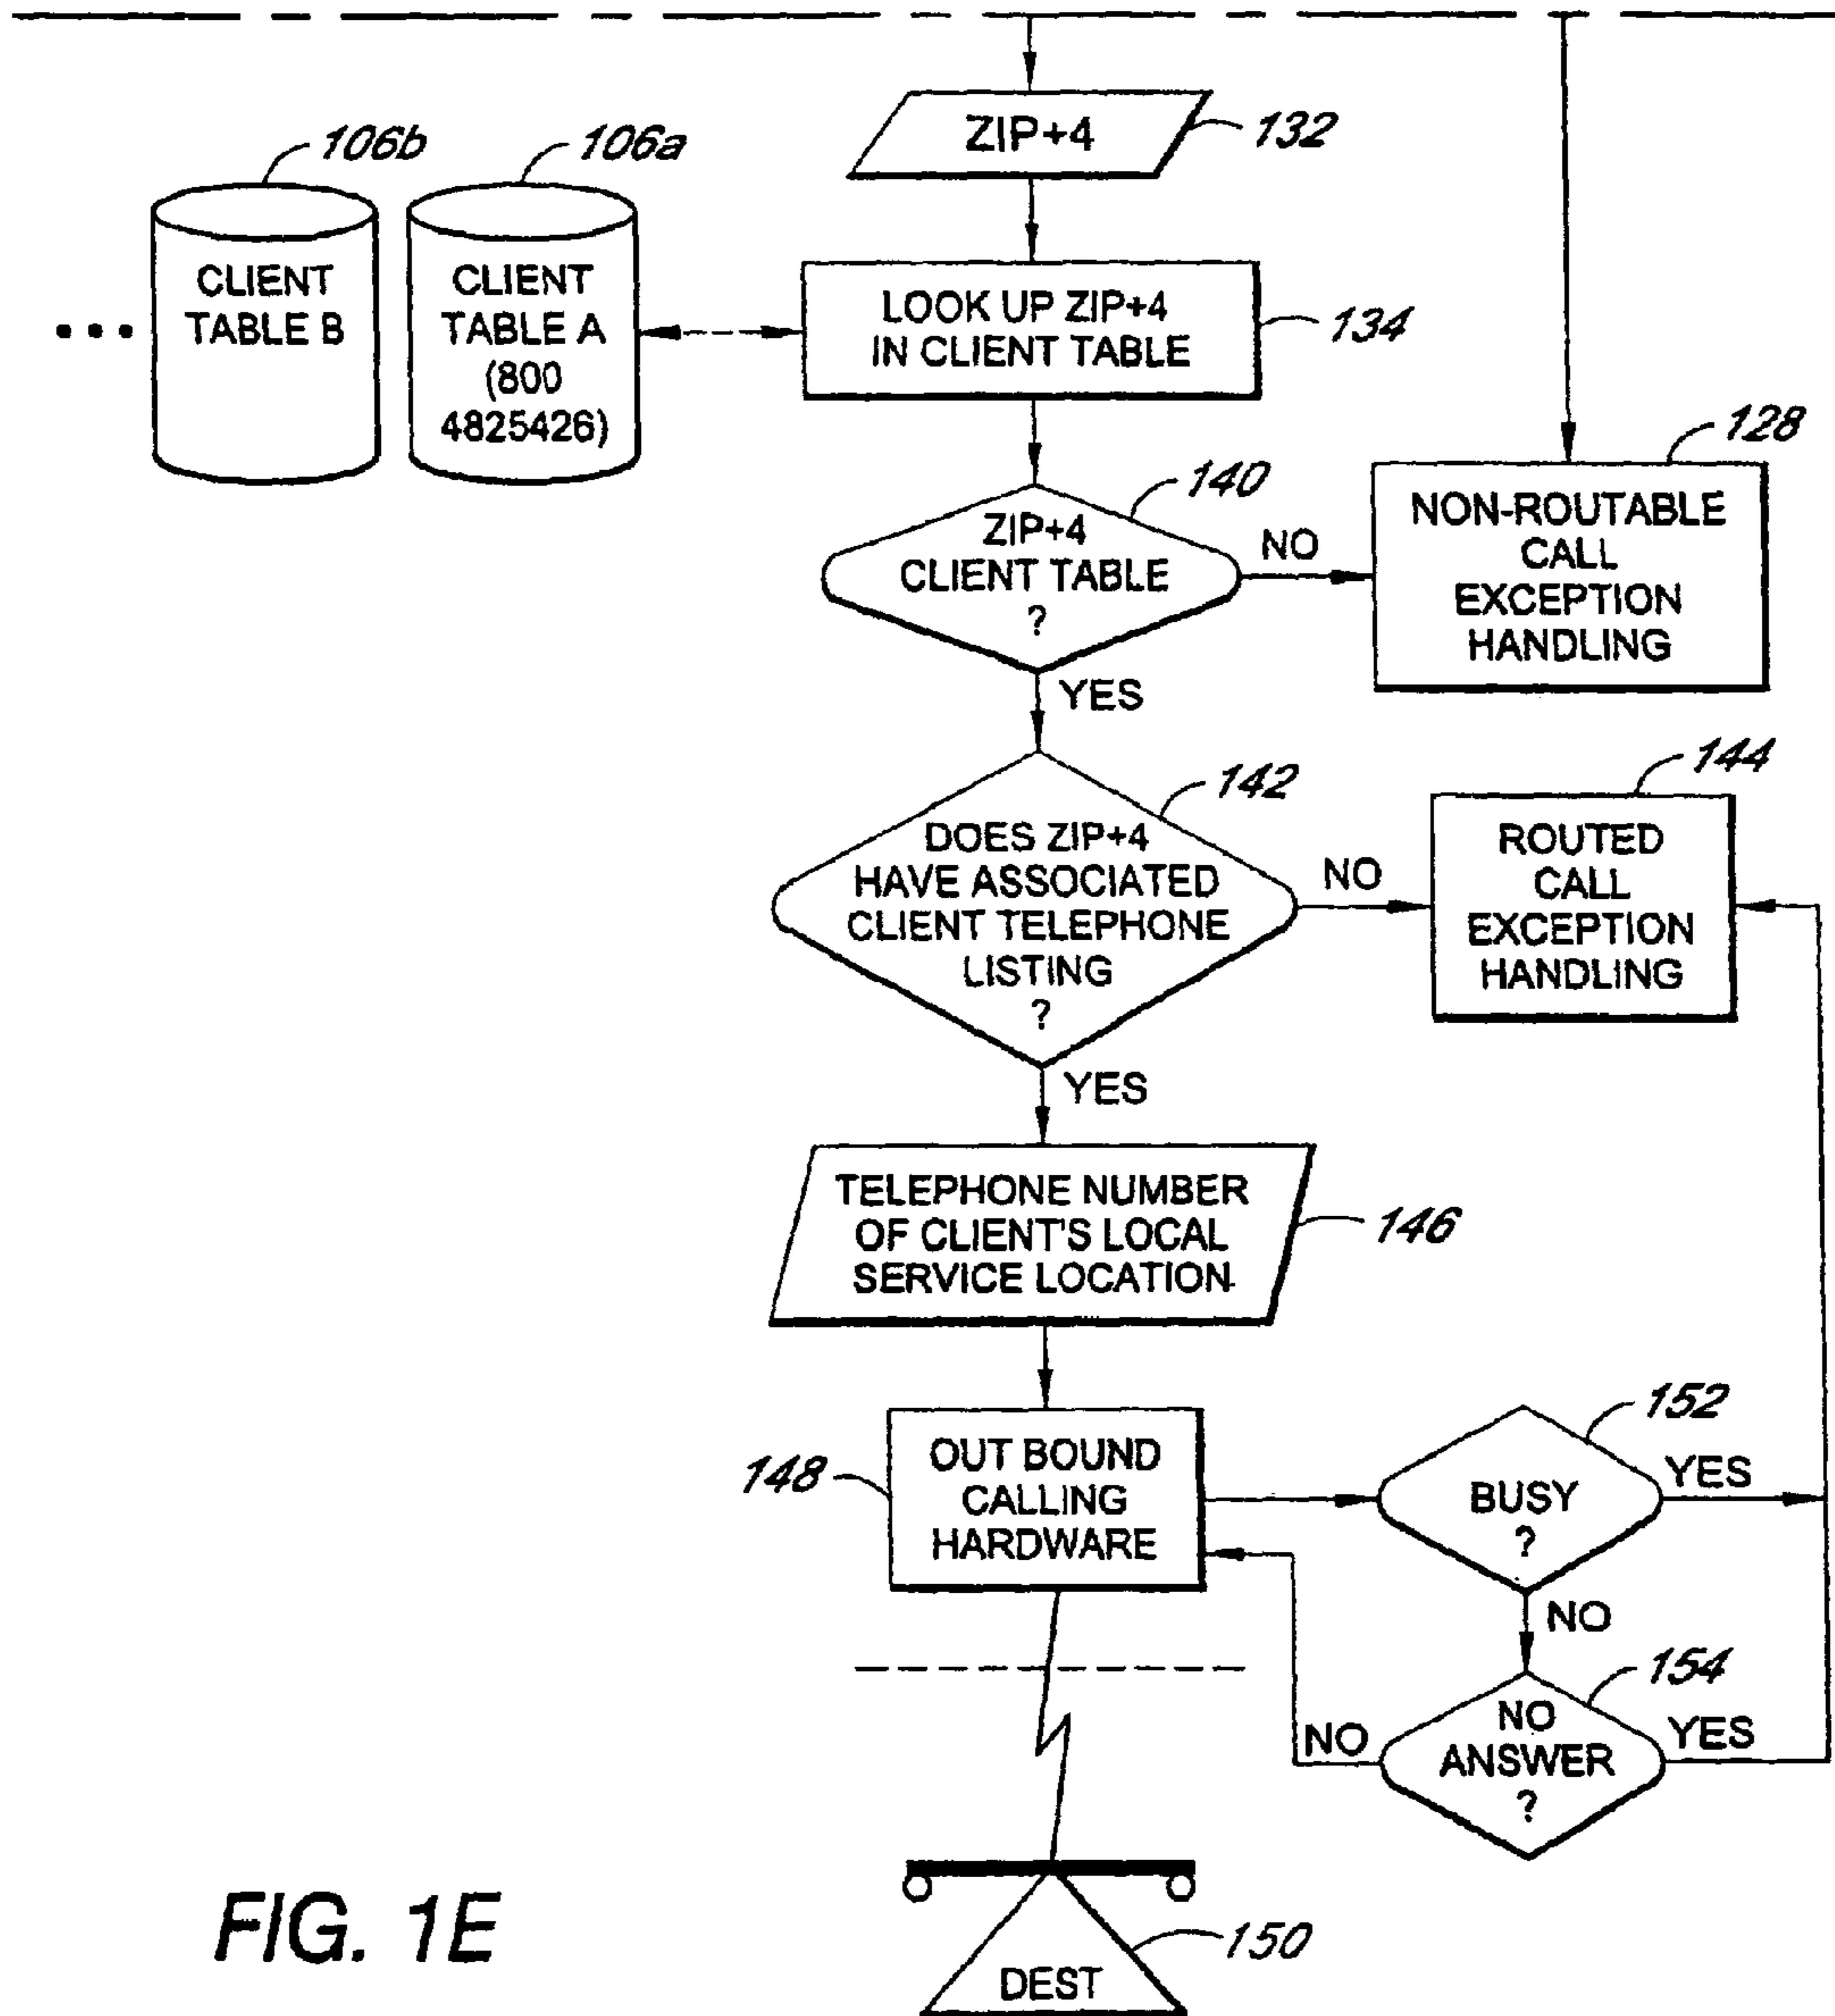 ZIP+4
132
106b
106a
CLIENT
TABLE B
CLIENT
TABLE A
(800
4825426)
LOOK UP ZIP+4
IN CLIENT TABLE
134
140
ZIP+4
CLIENT TABLE
?
NO
128
NON-ROUTABLE
CALL
EXCEPTION
HANDLING
YES
142
DOES ZIP+4
HAVE ASSOCIATED
CLIENT TELEPHONE
LISTING
?
NO
144
ROUTED
CALL
EXCEPTION
HANDLING
YES
TELEPHONE NUMBER
OF CLIENT'S LOCAL
SERVICE LOCATION
146
148
OUT BOUND
CALLING
HARDWARE
152
BUSY
?
YES
NO
154
NO
ANSWER
?
NO
YES
150
DEST
FIG. 1E